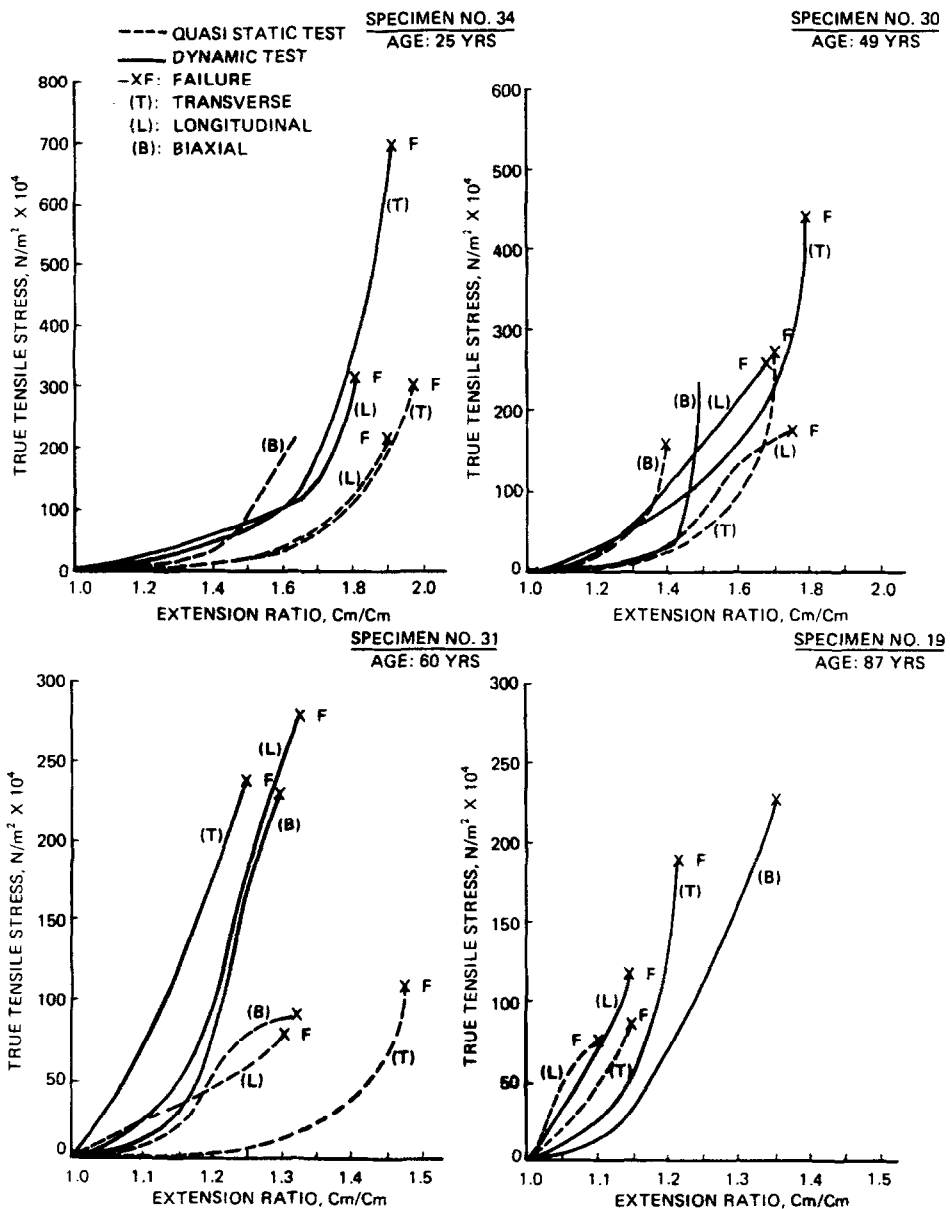 --- QUASI STATIC TEST
— DYNAMIC TEST
-XF: FAILURE
(T): TRANSVERSE
(L): LONGITUDINAL
(B): BIAXIAL
SPECIMEN NO. 34
AGE: 25 YRS
TRUE TENSILE STRESS, N/m² X 10⁴
800
700
600
500
400
300
200
100
0
1.0
1.2
1.4
1.6
1.8
2.0
EXTENSION RATIO, Cm/Cm
X F
(T)
X F
(L)
X F
(T)
F X
(L)
(B)
SPECIMEN NO. 30
AGE: 49 YRS
TRUE TENSILE STRESS, N/m² X 10⁴
600
500
400
300
200
100
0
1.0
1.2
1.4
1.6
1.8
2.0
EXTENSION RATIO, Cm/Cm
X F
(T)
F
X
F X
(B)
(L)
X
(B)
X F
(L)
(T)
SPECIMEN NO. 31
AGE: 60 YRS
TRUE TENSILE STRESS, N/m² X 10⁴
300
250
200
150
100
50
0
1.0
1.1
1.2
1.3
1.4
1.5
EXTENSION RATIO, Cm/Cm
X F
(L)
X F
X
(T)
(B)
X F
(B)
X
X F
(L)
(T)
SPECIMEN NO. 19
AGE: 87 YRS
TRUE TENSILE STRESS, N/m² X 10⁴
300
250
200
150
100
50
0
1.0
1.1
1.2
1.3
1.4
1.5
EXTENSION RATIO, Cm/Cm
X
X F
(T)
(B)
X F
(L)
F
X
F X
(L)
(T)